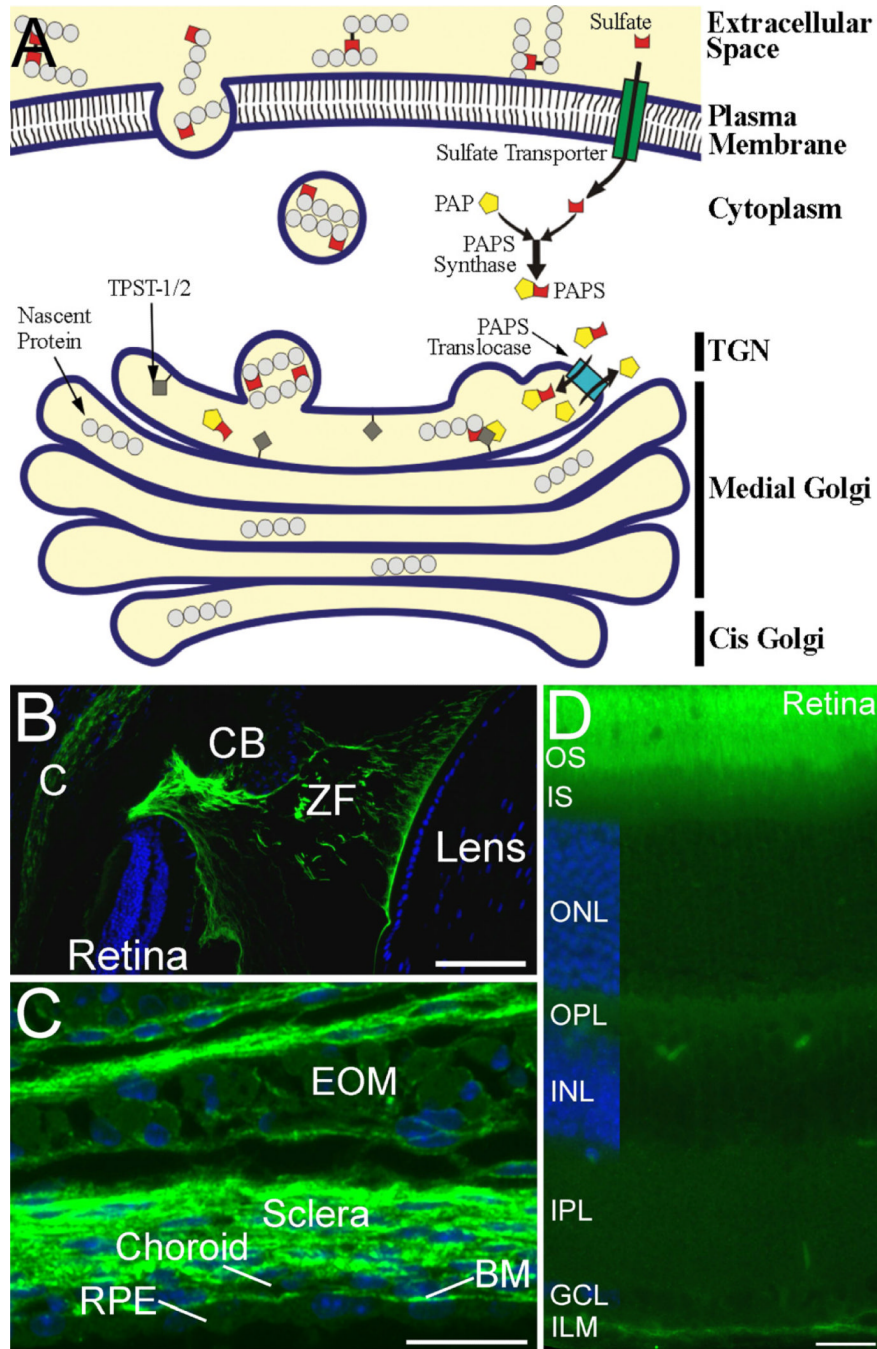 A
Sulfate
Extracellular
Space
Plasma
Membrane
Sulfate Transporter
Cytoplasm
PAP
PAPS
Synthase
PAPS
TPST-1/2
Nascent
Protein
PAPS
Translocase
TGN
Medial Golgi
Cis Golgi
B
CB
C
ZF
Lens
Retina
C
EOM
Sclera
Choroid
BM
RPE
D
Retina
OS
IS
ONL
OPL
INL
IPL
GCL
ILM